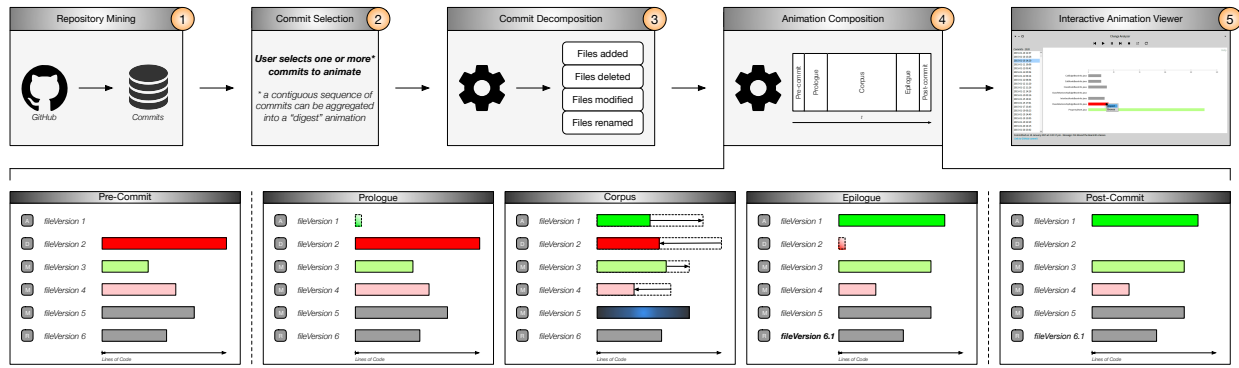 Repository Mining
1
GitHub
Commits
Commit Selection
2
User selects one or more*
commits to animate
* a contiguous sequence of
commits can be aggregated
into a “digest” animation
Commit Decomposition
3
Files added
Files deleted
Files modified
Files renamed
Animation Composition
4
Pre-commit
Prologue
Corpus
Epilogue
Post-commit
t
Interactive Animation Viewer
5
Pre-Commit
A fileVersion 1
D fileVersion 2
M fileVersion 3
M fileVersion 4
M fileVersion 5
R fileVersion 6
Lines of Code
Prologue
A fileVersion 1
D fileVersion 2
M fileVersion 3
M fileVersion 4
M fileVersion 5
R fileVersion 6
Lines of Code
Corpus
A fileVersion 1
D fileVersion 2
M fileVersion 3
M fileVersion 4
M fileVersion 5
R fileVersion 6
Lines of Code
Epilogue
A fileVersion 1
D fileVersion 2
M fileVersion 3
M fileVersion 4
M fileVersion 5
R fileVersion 6.1
Lines of Code
Post-Commit
A fileVersion 1
D fileVersion 2
M fileVersion 3
M fileVersion 4
M fileVersion 5
R fileVersion 6.1
Lines of Code